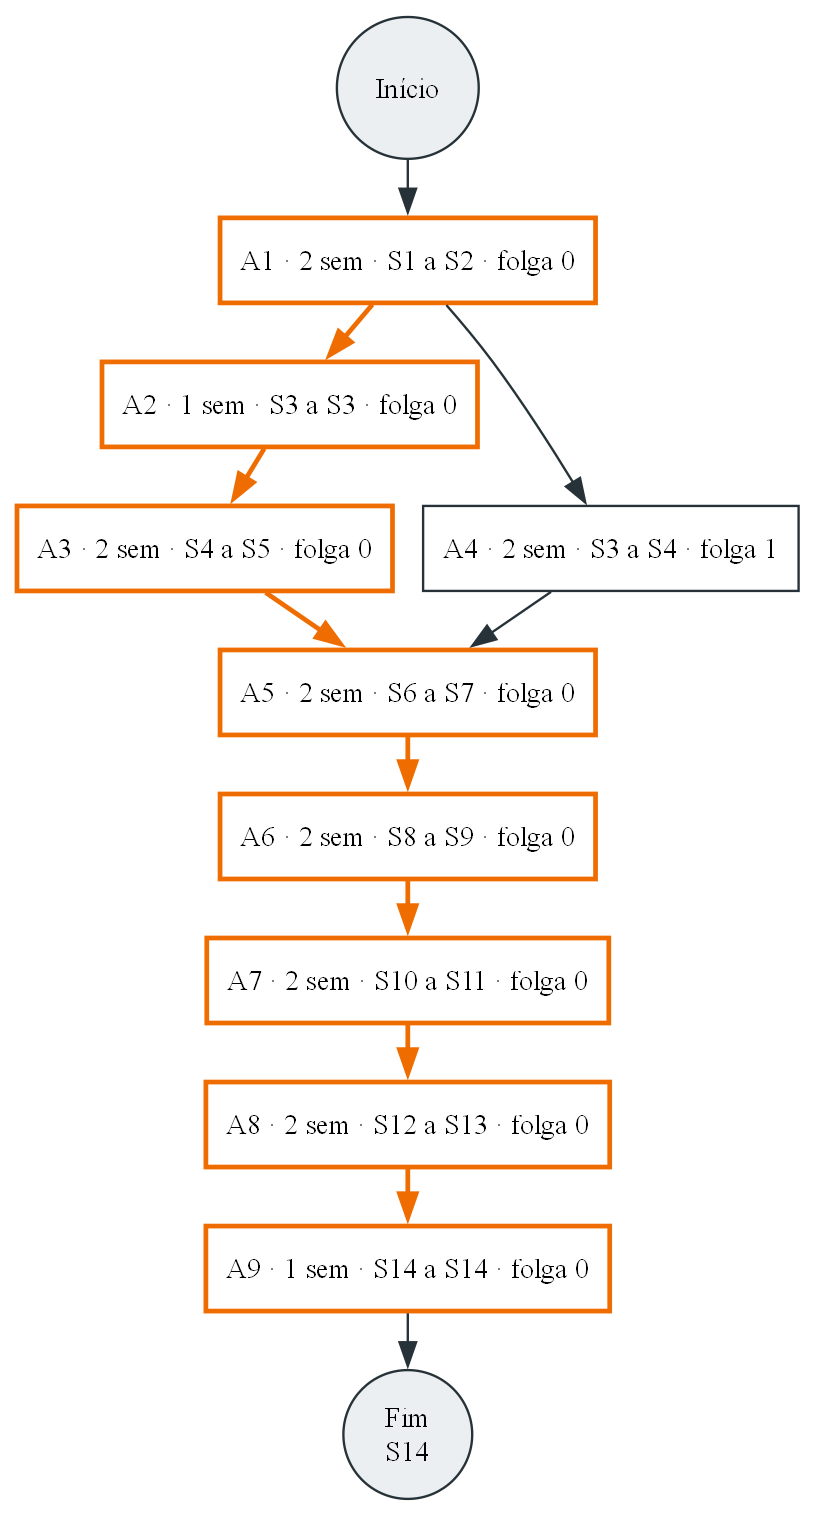 Início
A1 · 2 sem · S1 a S2 · folga 0
A2 · 1 sem · S3 a S3 · folga 0
A3 · 2 sem · S4 a S5 · folga 0
A4 · 2 sem · S3 a S4 · folga 1
A5 · 2 sem · S6 a S7 · folga 0
A6 · 2 sem · S8 a S9 · folga 0
A7 · 2 sem · S10 a S11 · folga 0
A8 · 2 sem · S12 a S13 · folga 0
A9 · 1 sem · S14 a S14 · folga 0
Fim
S14